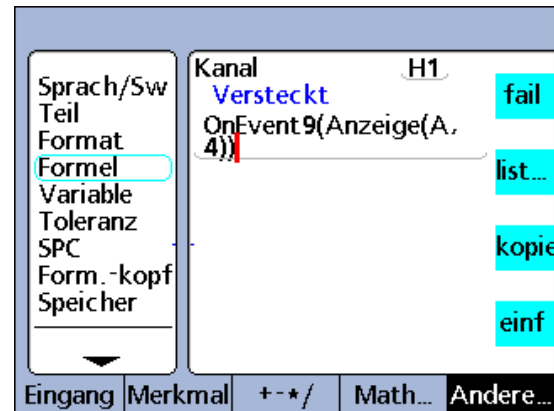 Sprach/Sw
Teil
Format
Formel
Variable
Toleranz
SPC
Form.-kopf
Speicher
Kanal H1
Versteckt
OnEvent9(Anzeige(A,
4))
fail
list...
kopie
einf
Eingang Merkmal +-*/ Math... Andere...